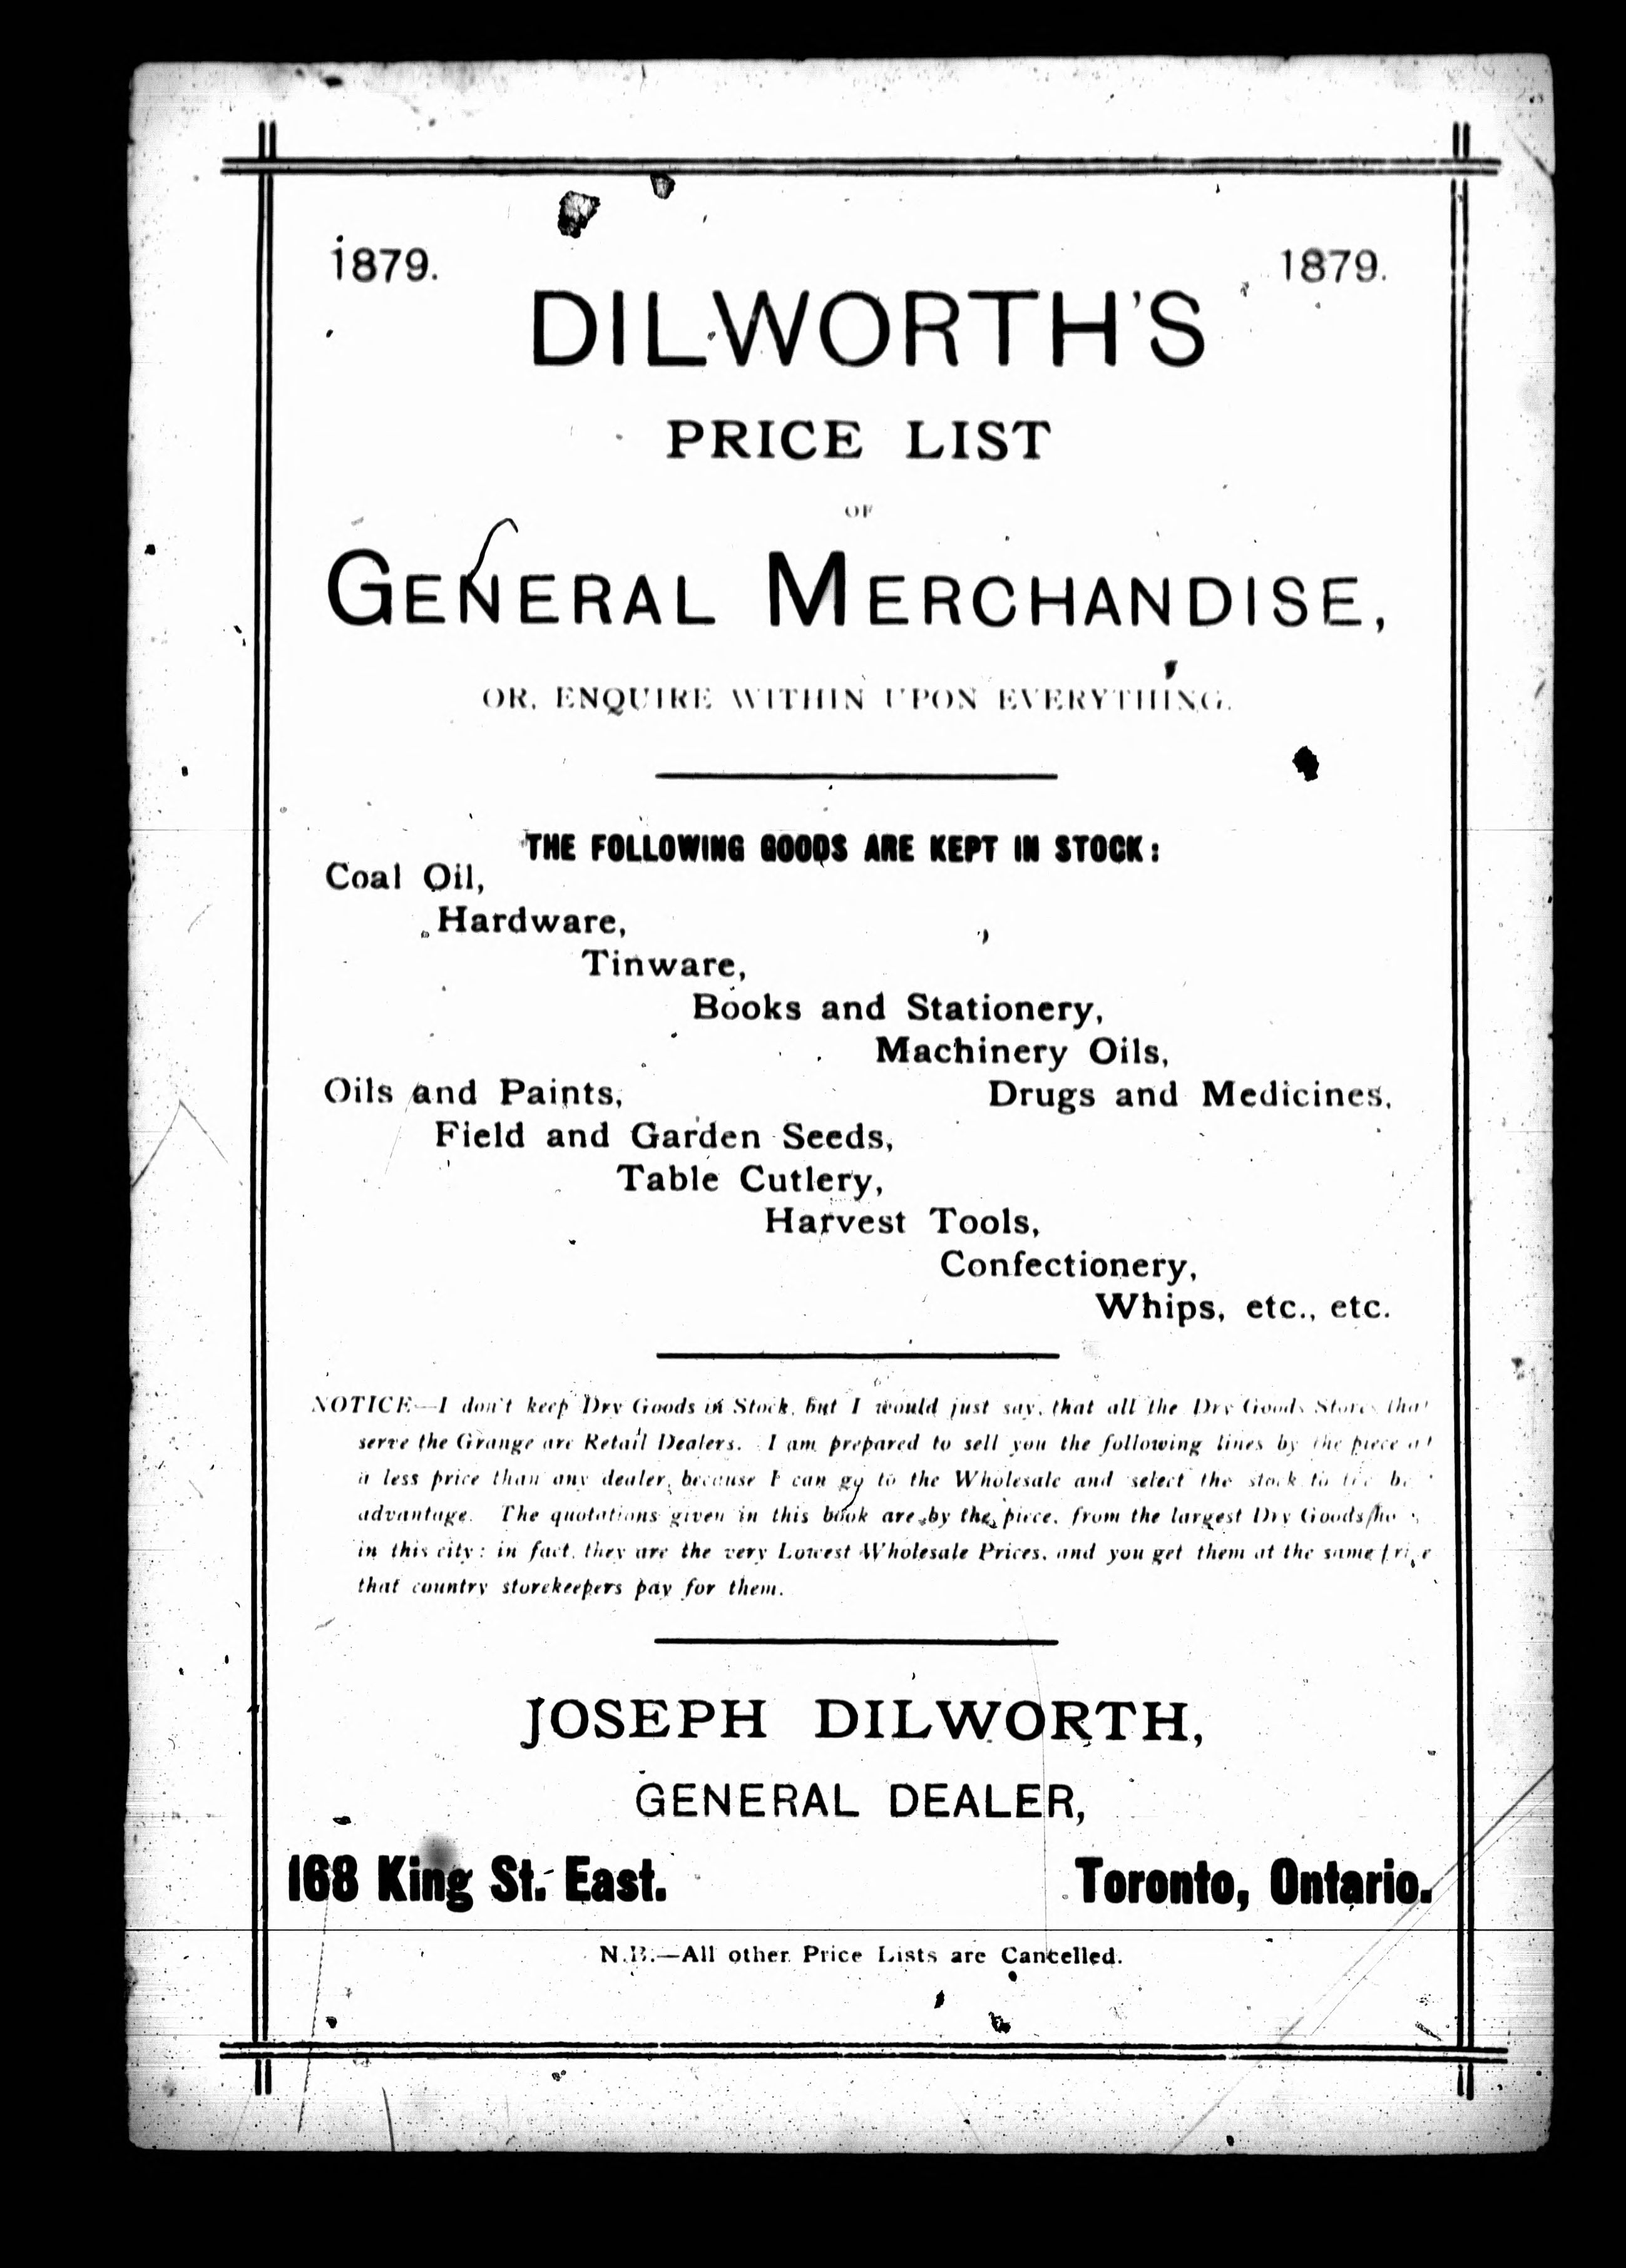 1879. 1879.
DILWORTH'S
PRICE LIST
OF
GENERAL MERCHANDISE,
OR, ENQUIRE WITHIN UPON EVERYTHING.
THE FOLLOWING GOODS ARE KEPT IN STOCK:
Coal Oil,
Hardware,
Tinware,
Books and Stationery,
Machinery Oils,
Oils and Paints, Drugs and Medicines,
Field and Garden Seeds,
Table Cutlery,
Harvest Tools,
Confectionery,
Whips, etc., etc.
NOTICE—I don't keep Dry Goods in Stock, but I would just say, that all the Dry Goods Stores that
serve the Grange are Retail Dealers. I am prepared to sell you the following lines by the piece at
a less price than any dealer, because I can go to the Wholesale and select the stock to
advantage. The quotations given in this book are by the piece, from the largest Dry Goods
in this city: in fact, they are the very Lowest Wholesale Prices, and you get them at the same price
that country storekeepers pay for them.
JOSEPH DILWORTH,
GENERAL DEALER,
168 King St. East. Toronto, Ontario.
N.B.—All other Price Lists are Cancelled.